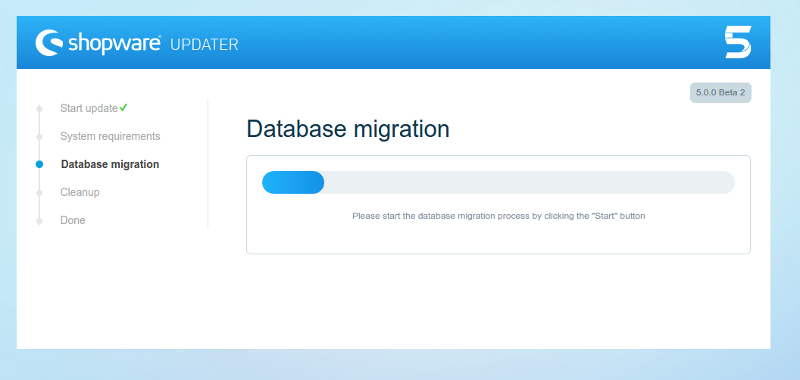 shopware UPDATER
5
5.0.0 Beta 2
Start update
System requirements
Database migration
Cleanup
Done
Database migration
Please start the database migration process by clicking the "Start" button